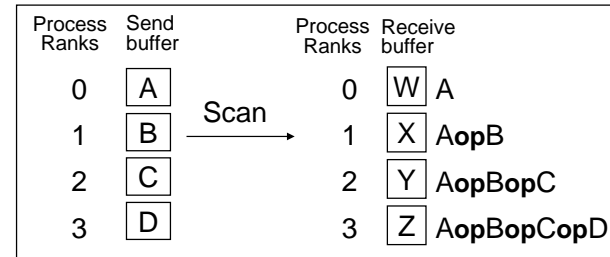 Process Send Process Receive
Ranks buffer Ranks buffer
0 A 0 W A
Scan
1 B 1 X AopB
2 C 2 Y AopBopC
3 D 3 Z AopBopCopD